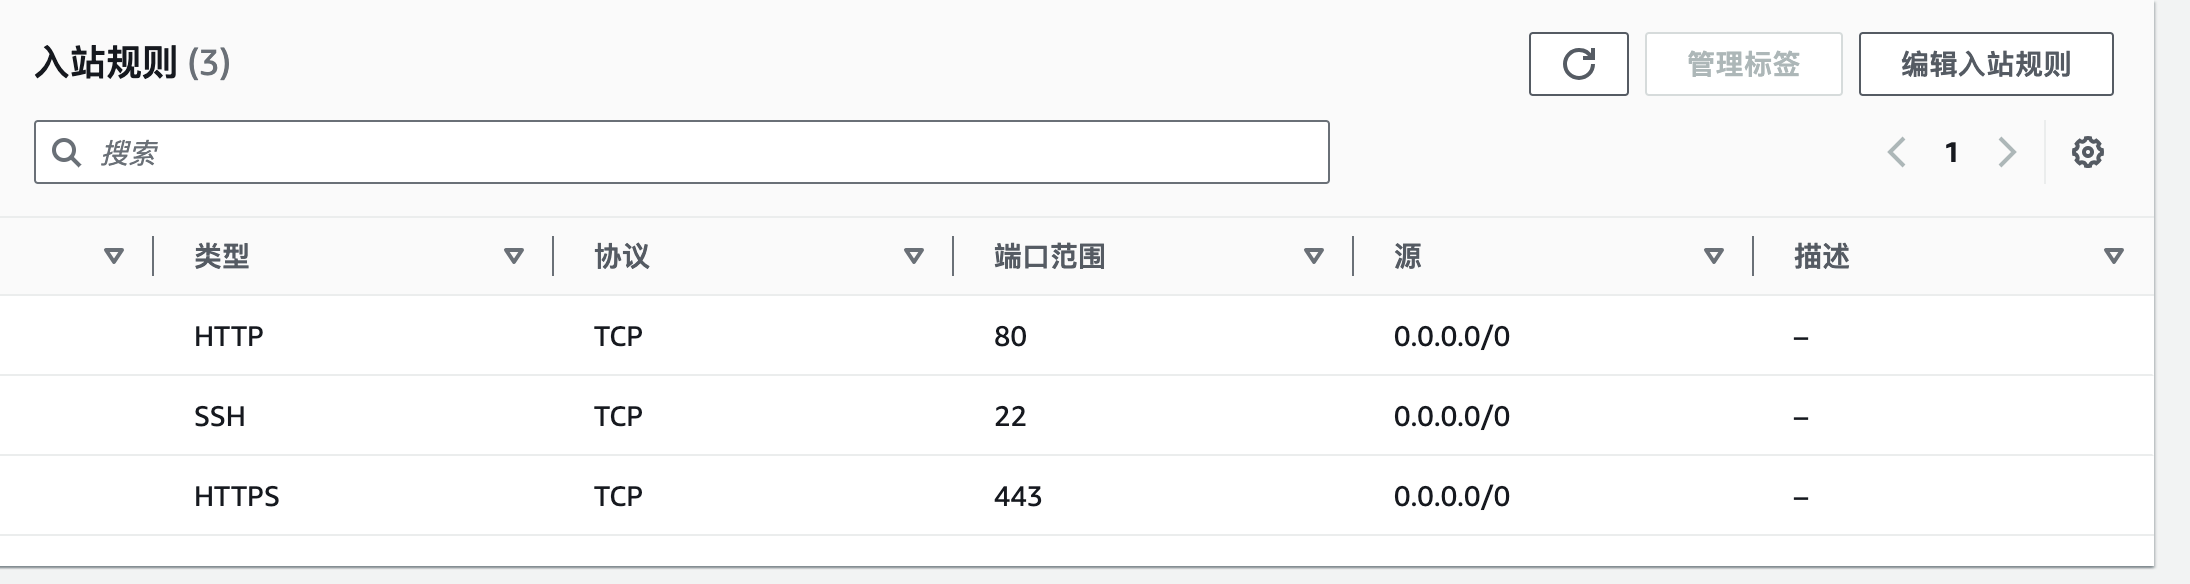 入站规则 (3)
管理标签
编辑入站规则
搜索
1
类型 协议 端口范围 源 描述
HTTP TCP 80 0.0.0.0/0 –
SSH TCP 22 0.0.0.0/0 –
HTTPS TCP 443 0.0.0.0/0 –